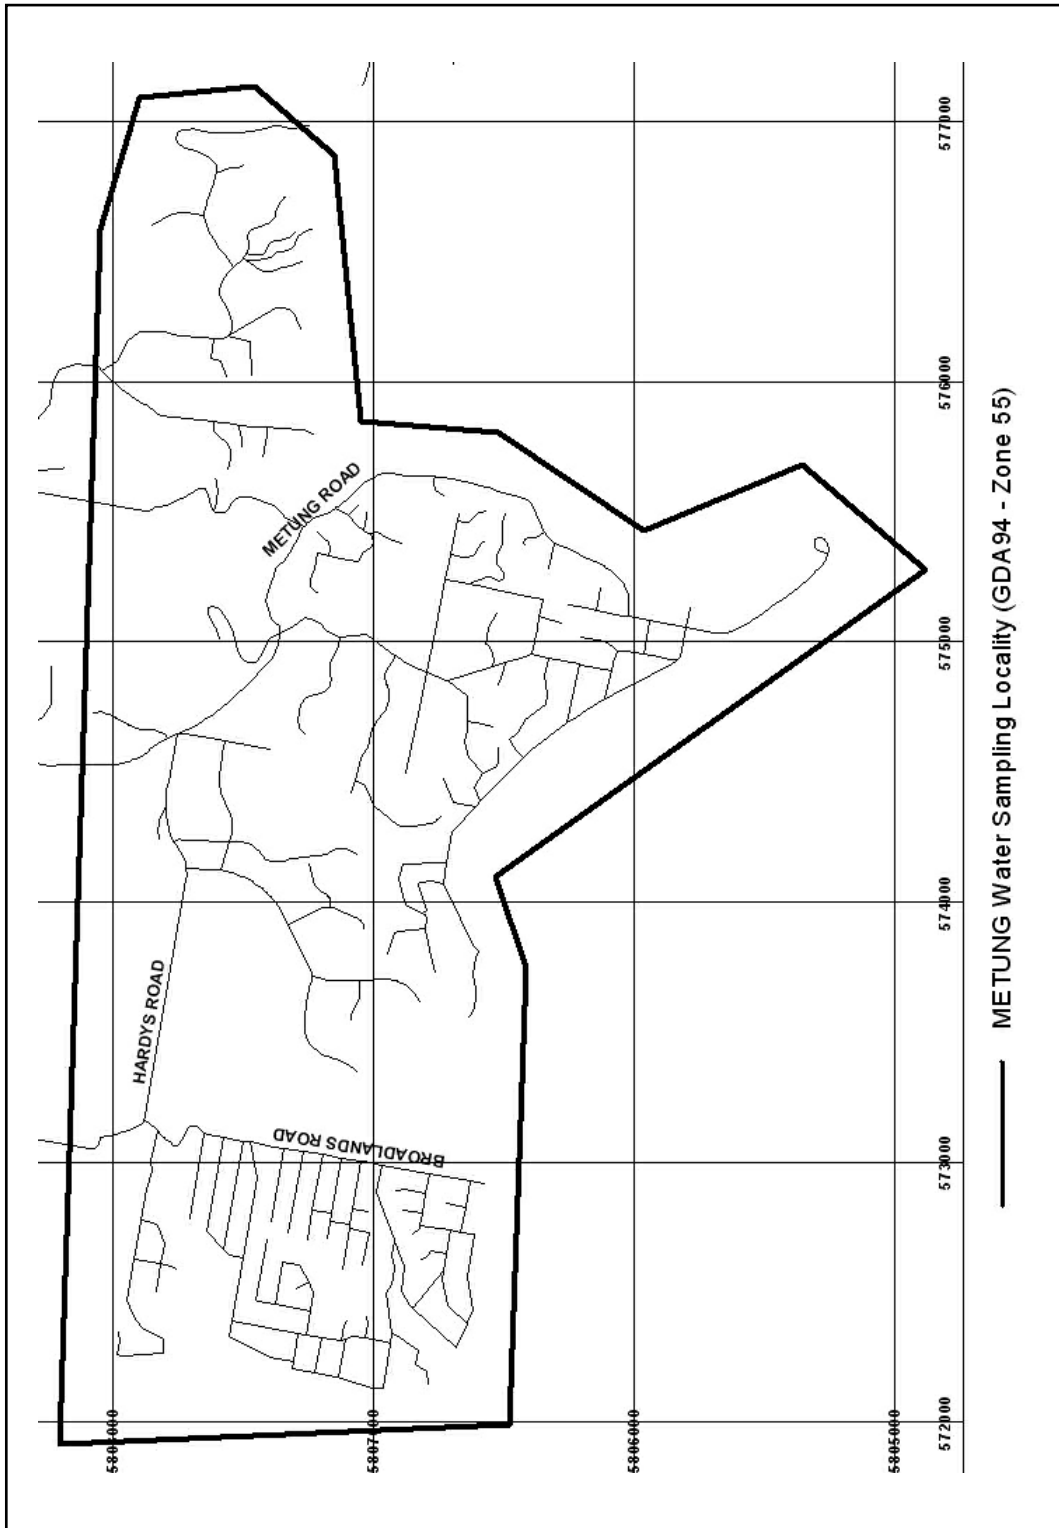 METUNG ROAD
HARDYS ROAD
BROADLANDS ROAD
5808000
5807000
5806000
5805000
572000
573000
574000
575000
576000
577000
METUNG Water Sampling Locality (GDA94 - Zone 55)